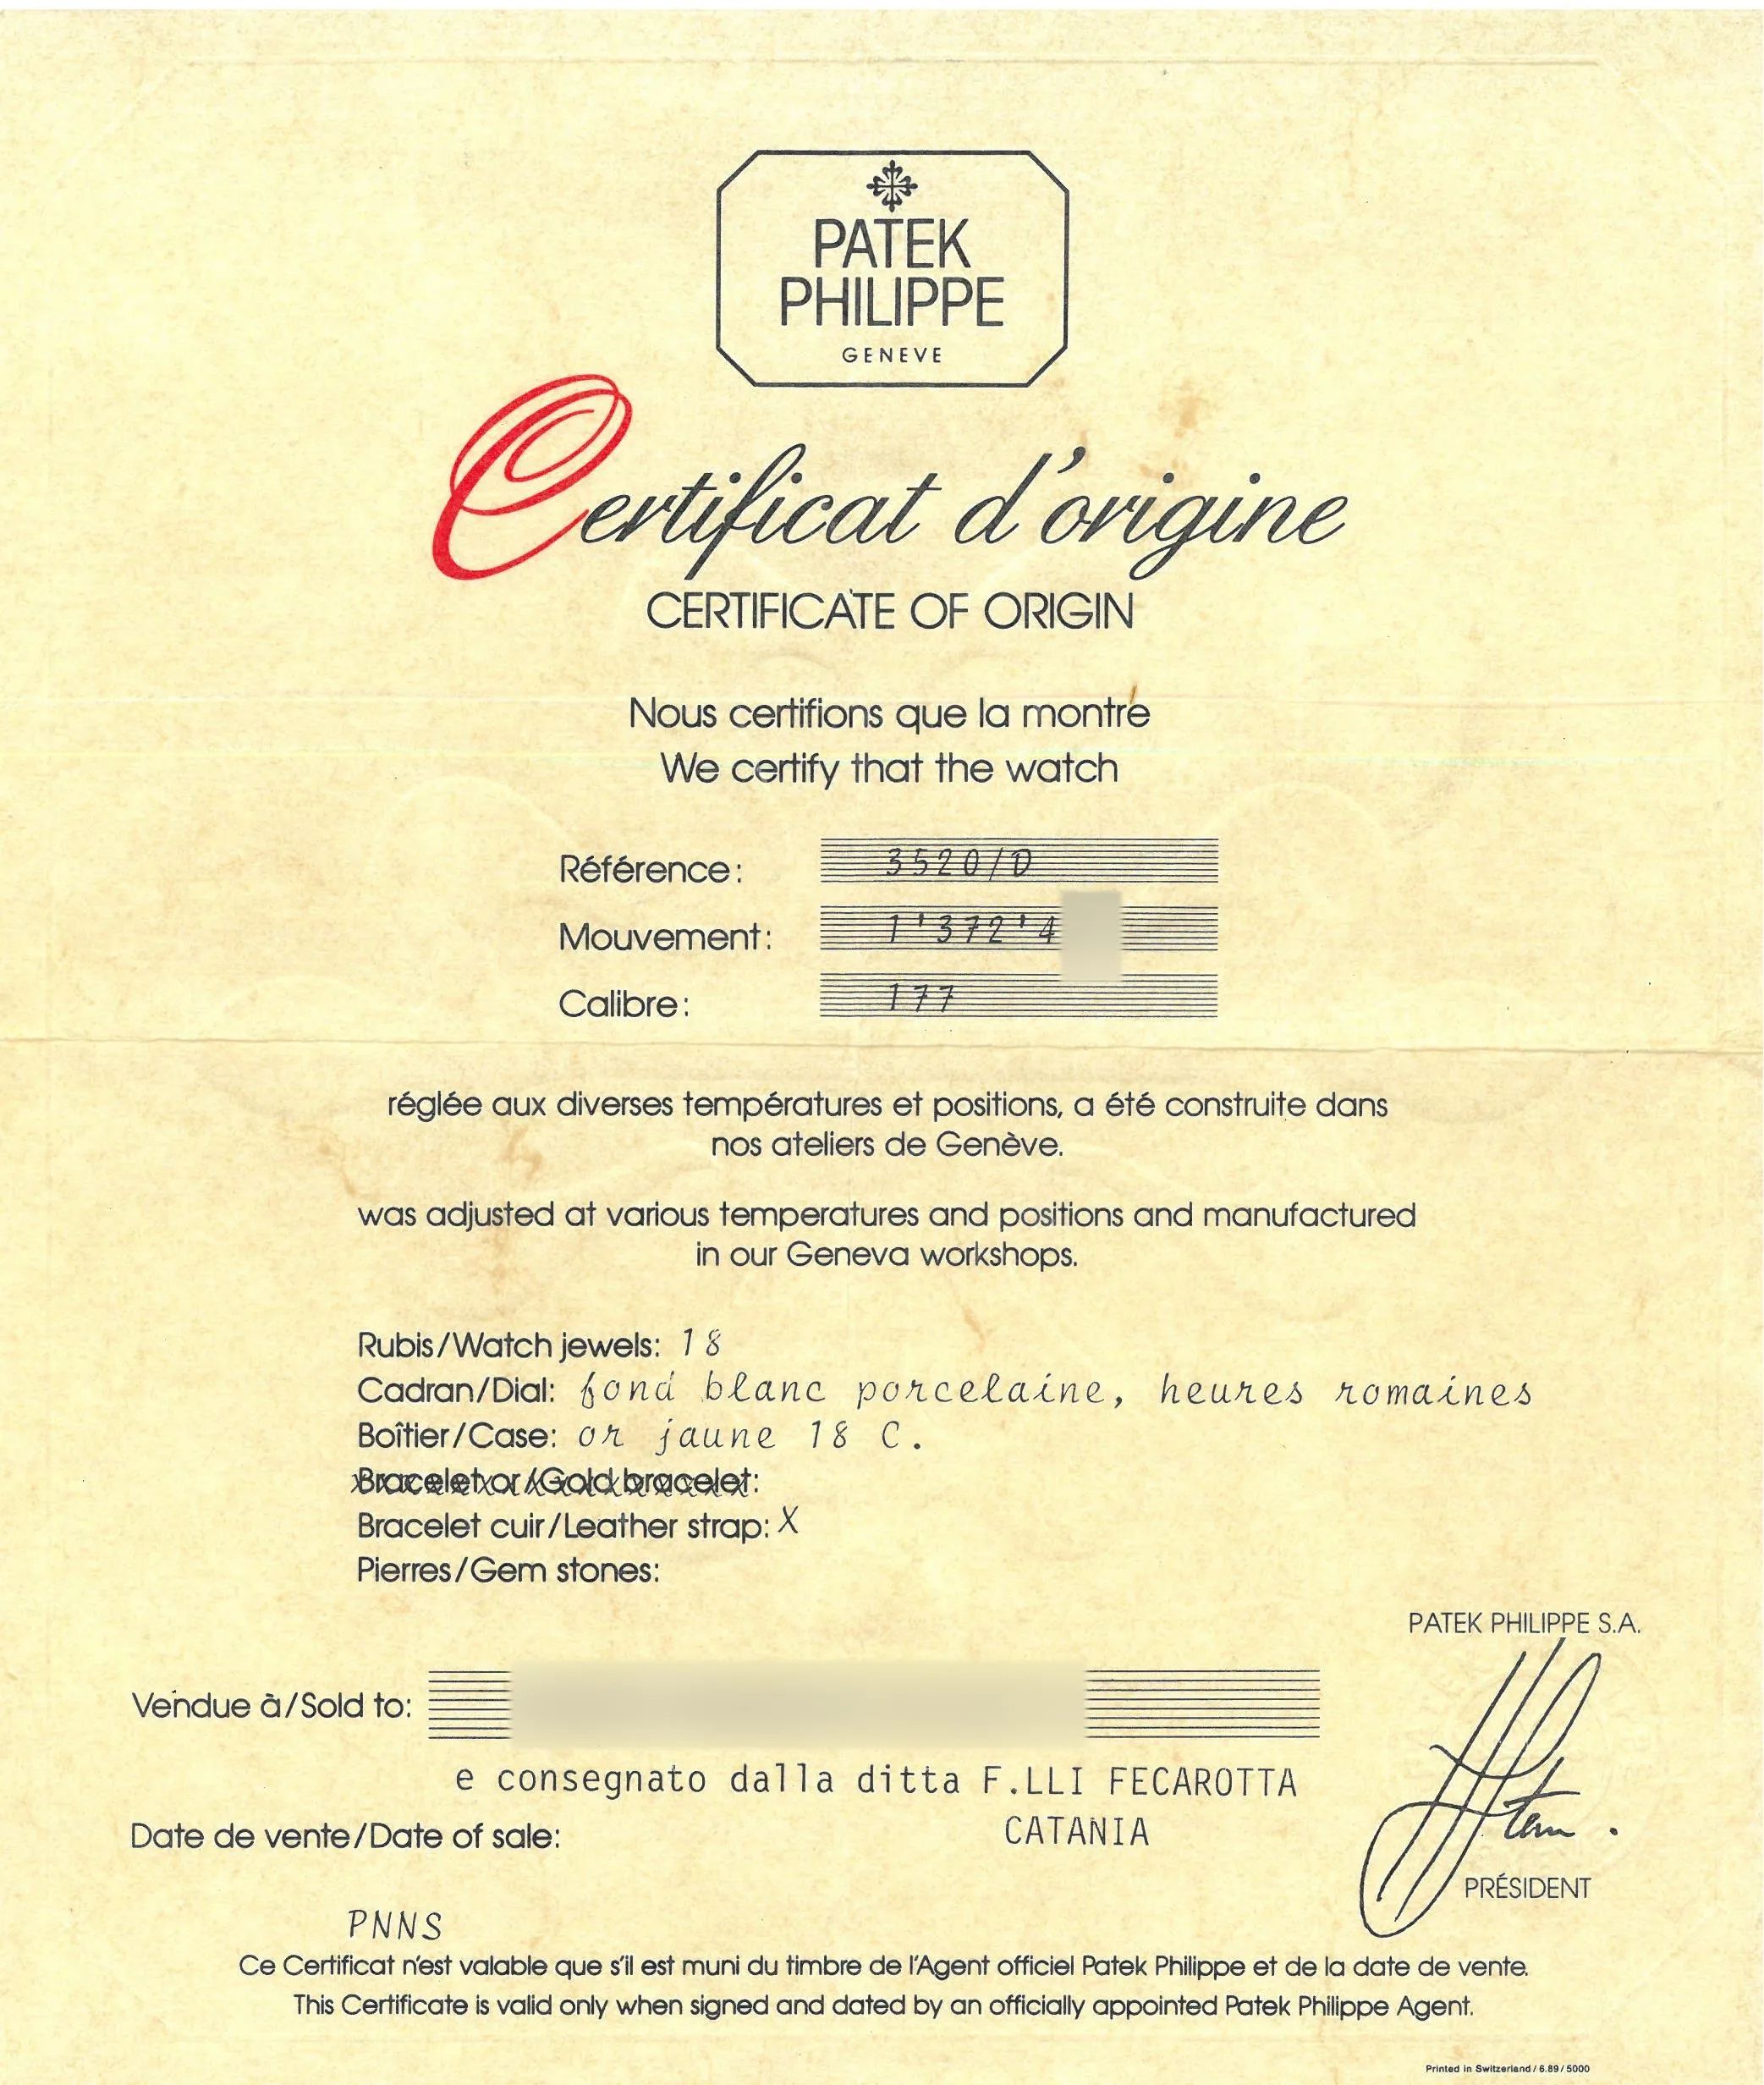 PATEK
PHILIPPE
GENEVE
Certificat d'origine
CERTIFICATE OF ORIGIN
Nous certifions que la montre
We certify that the watch
Référence: 3520/D
Mouvement: 1'372'4
Calibre: 177
réglée aux diverses températures et positions, a été construite dans
nos ateliers de Genève.
was adjusted at various temperatures and positions and manufactured
in our Geneva workshops.
Rubis/Watch jewels: 18
Cadran/Dial: fond blanc porcelaine, heures romaines
Boîtier/Case: or jaune 18 C.
Bracelet or/Gold bracelet:
Bracelet cuir/Leather strap: X
Pierres/Gem stones:
PATEK PHILIPPE S.A.
Vendue à/Sold to:
e consegnato dalla ditta F.LLI FECAROTTA
CATANIA
Date de vente/Date of sale:
PRÉSIDENT
PNNS
Ce Certificat n'est valable que s'il est muni du timbre de l'Agent officiel Patek Philippe et de la date de vente.
This Certificate is valid only when signed and dated by an officially appointed Patek Philippe Agent.
Printed in Switzerland / 6.89 / 5000